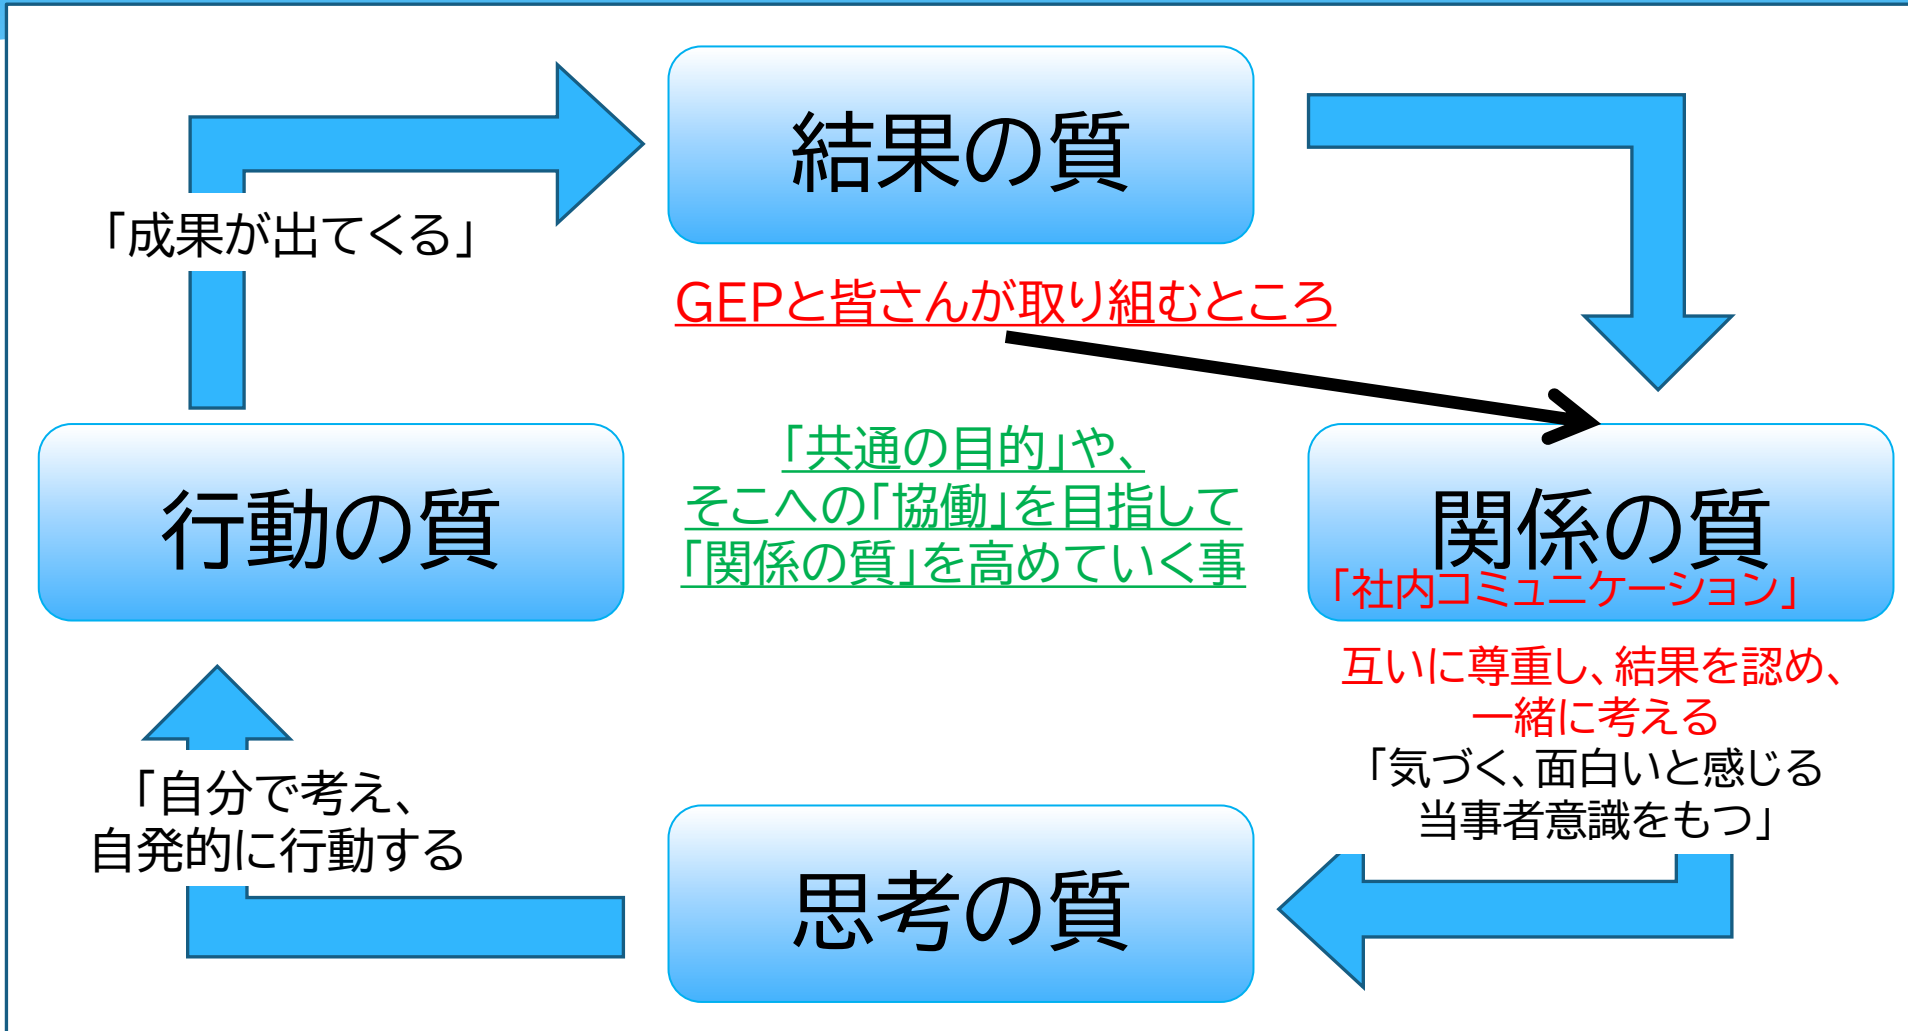 結果の質
「成果が出てくる」
GEPと皆さんが取り組むところ
行動の質
「共通の目的」や、
そこへの「協働」を目指して
「関係の質」を高めていく事
関係の質
「社内コミュニケーション」
互いに尊重し、結果を認め、
一緒に考える
「気づく、面白いと感じる
当事者意識をもつ」
「自分で考え、
自発的に行動する
思考の質